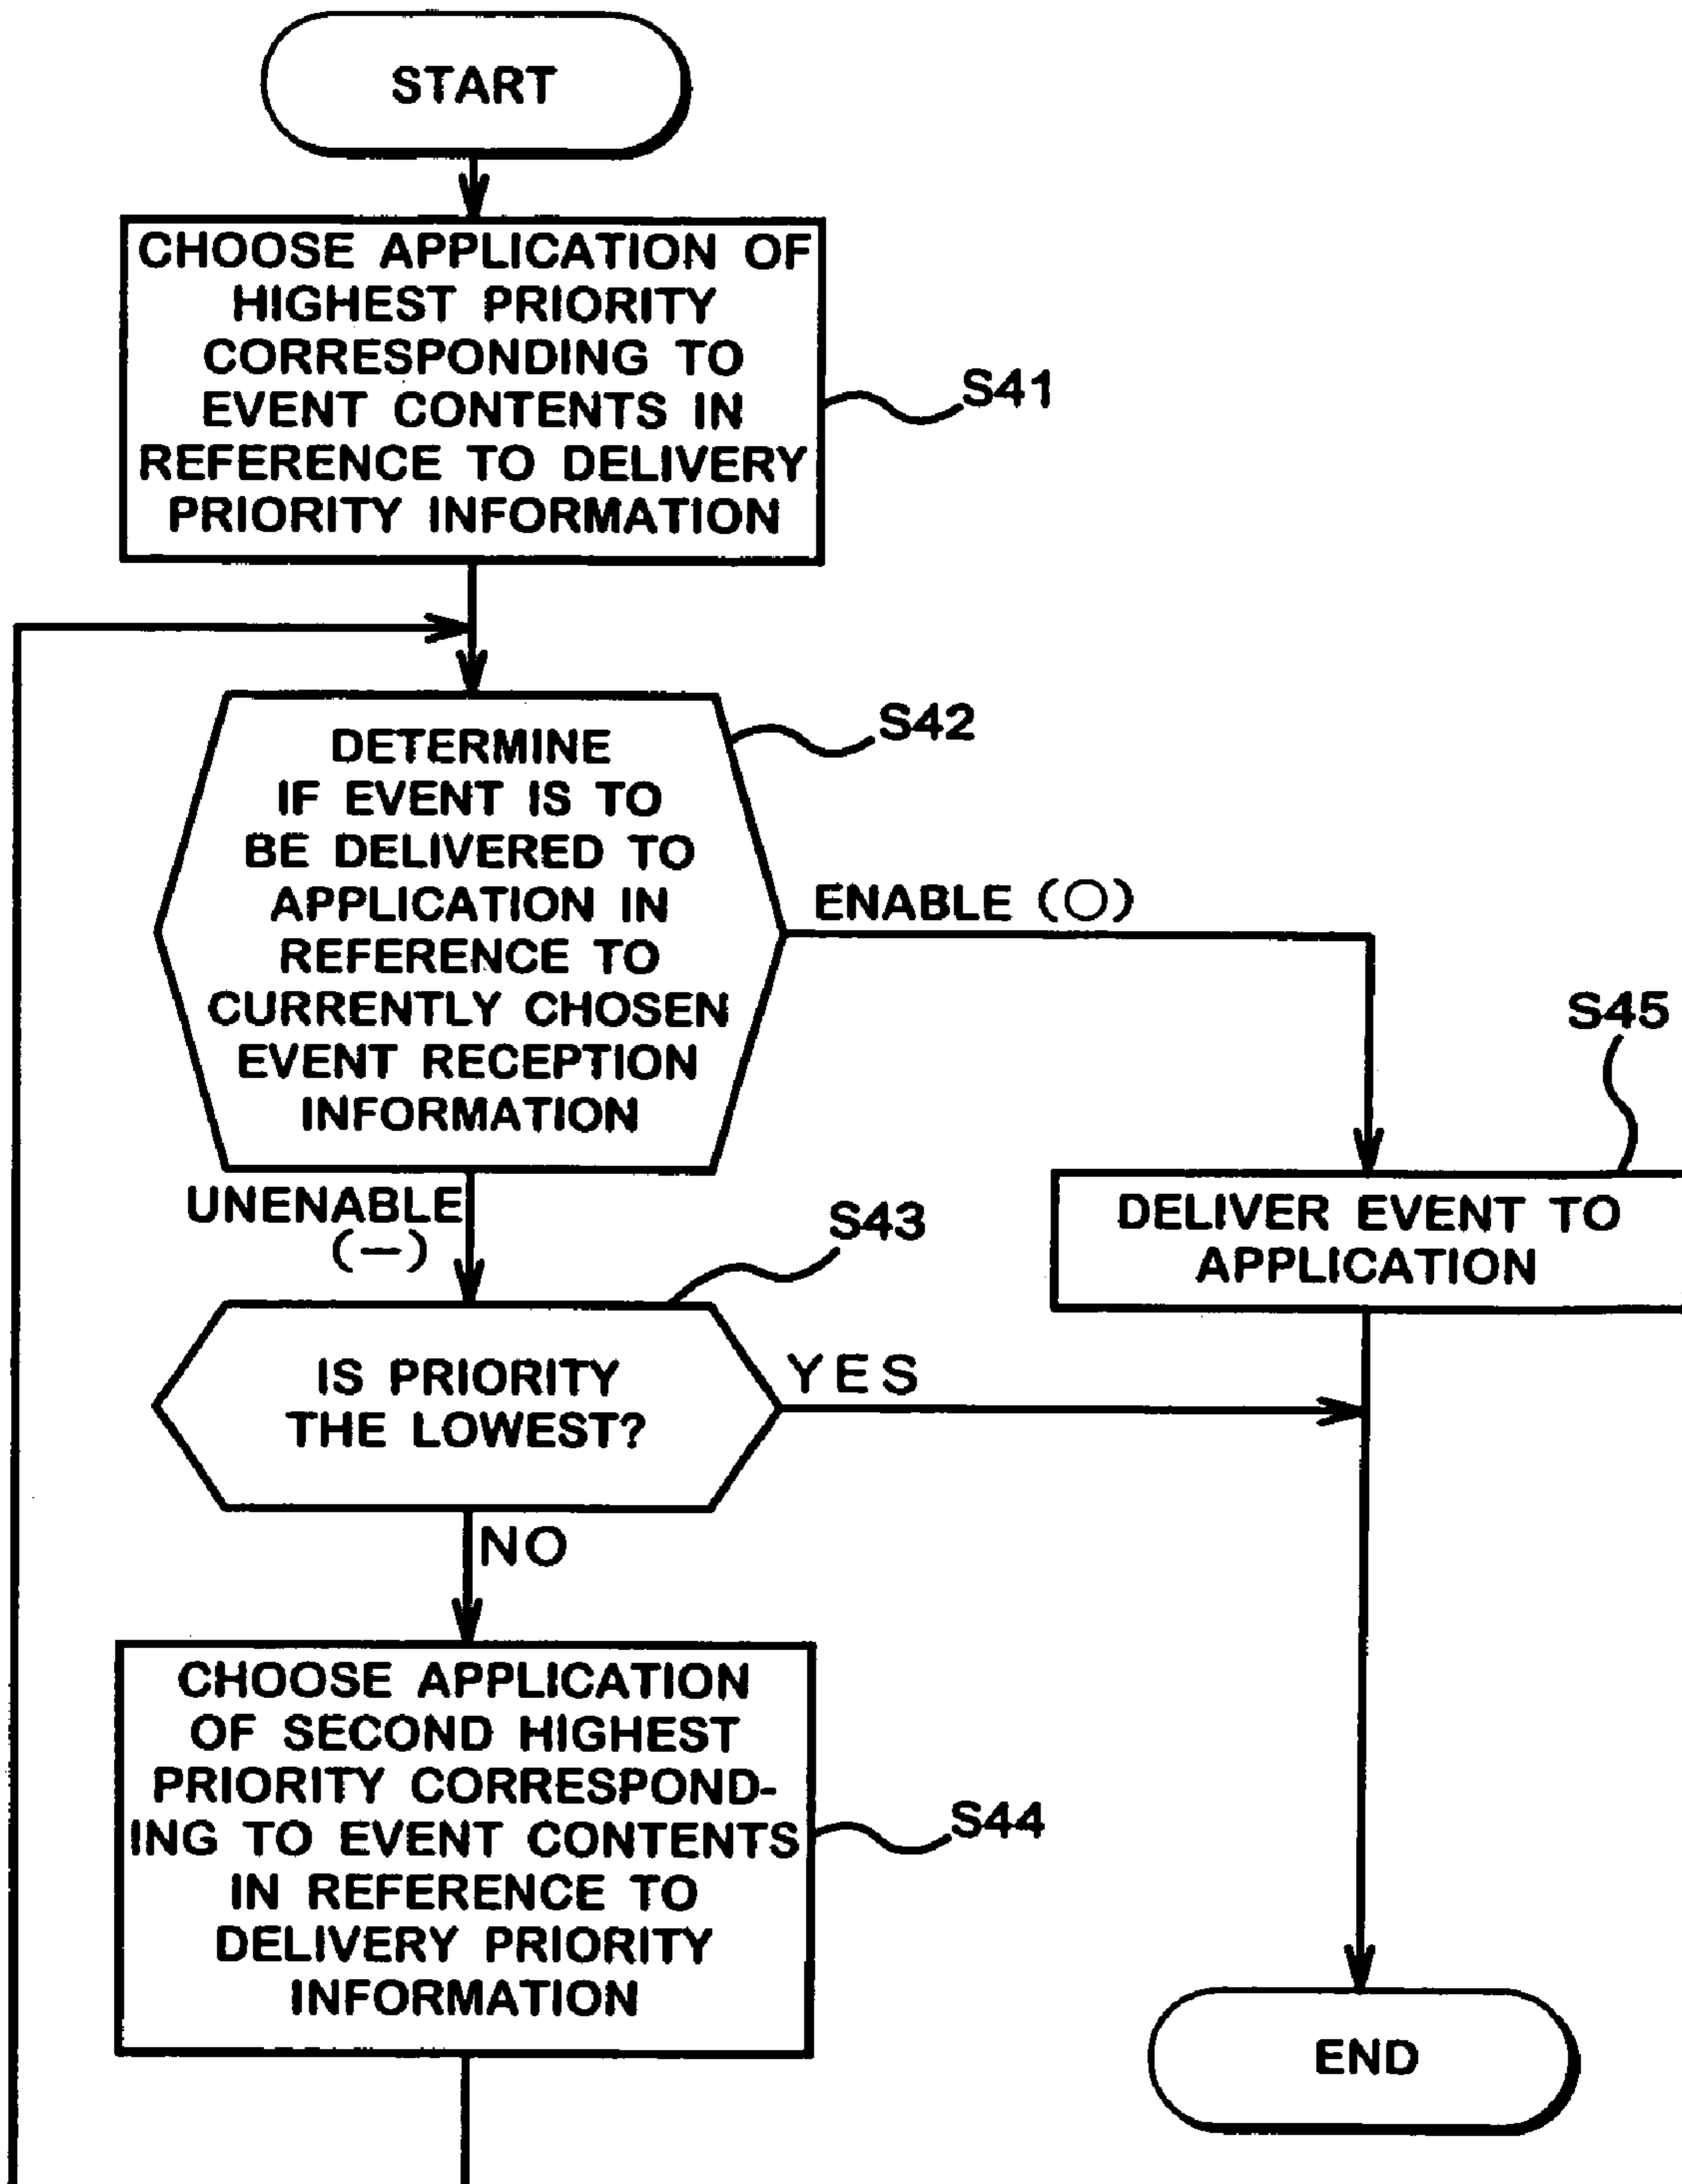 START
CHOOSE APPLICATION OF
HIGHEST PRIORITY
CORRESPONDING TO
EVENT CONTENTS IN
REFERENCE TO DELIVERY
PRIORITY INFORMATION
S41
DETERMINE
IF EVENT IS TO
BE DELIVERED TO
APPLICATION IN
REFERENCE TO
CURRENTLY CHOSEN
EVENT RECEPTION
INFORMATION
S42
ENABLE (○)
UNENABLE
(—)
S45
DELIVER EVENT TO
APPLICATION
S43
IS PRIORITY
THE LOWEST?
YES
NO
CHOOSE APPLICATION
OF SECOND HIGHEST
PRIORITY CORRESPOND-
ING TO EVENT CONTENTS
IN REFERENCE TO
DELIVERY PRIORITY
INFORMATION
S44
END